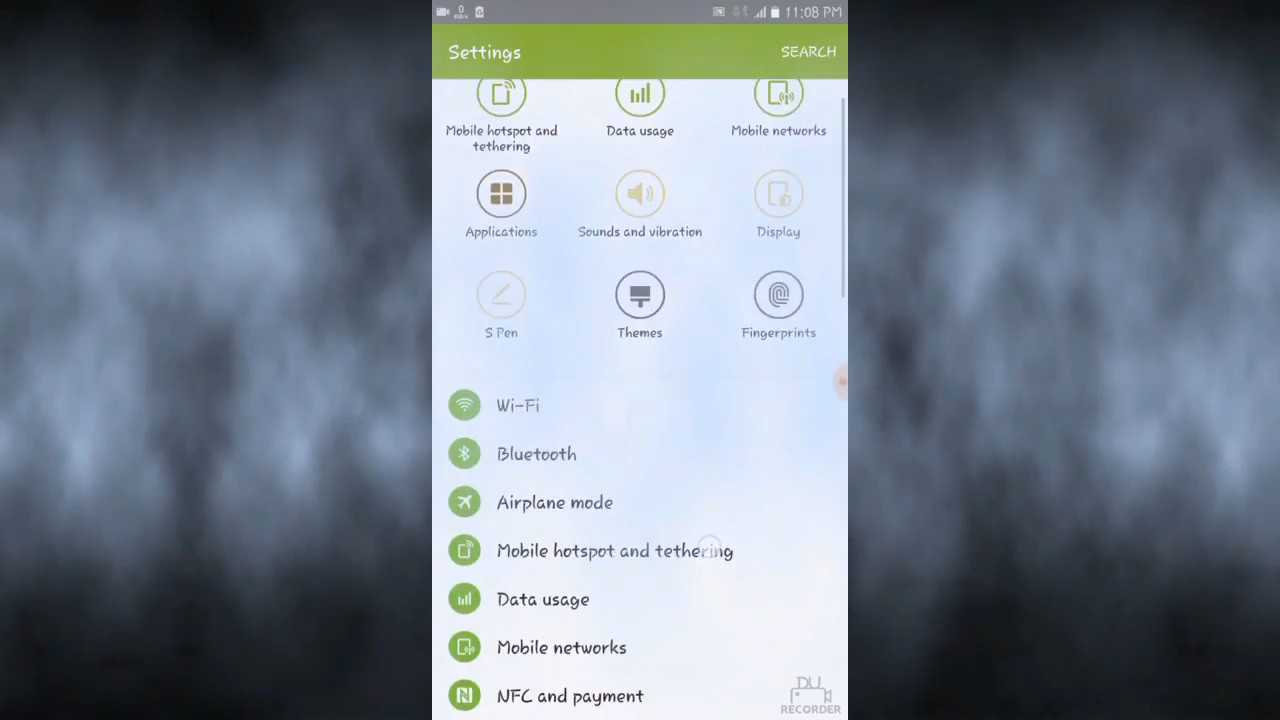 0
KB/s
11:08 PM
Settings
SEARCH
Mobile hotspot and
tethering
Data usage
Mobile networks
Applications
Sounds and vibration
Display
S Pen
Themes
Fingerprints
Wi-Fi
Bluetooth
Airplane mode
Mobile hotspot and tethering
Data usage
Mobile networks
NFC and payment
DU
RECORDER